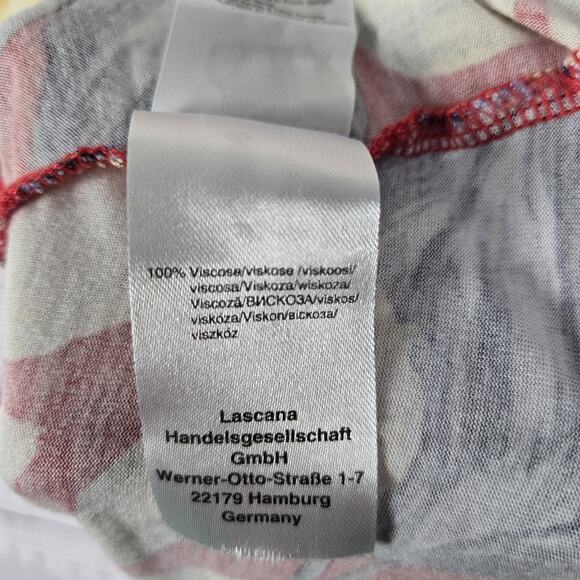 100% Viscose/viskose /viskoosi/
viscosa/Viskoza/wiskoza/
Viscoză/ВИСКОЗА/viskos/
viskóza/Viskon/віскоза/
viszkóz
Lascana
Handelsgesellschaft
GmbH
Werner-Otto-Straße 1-7
22179 Hamburg
Germany